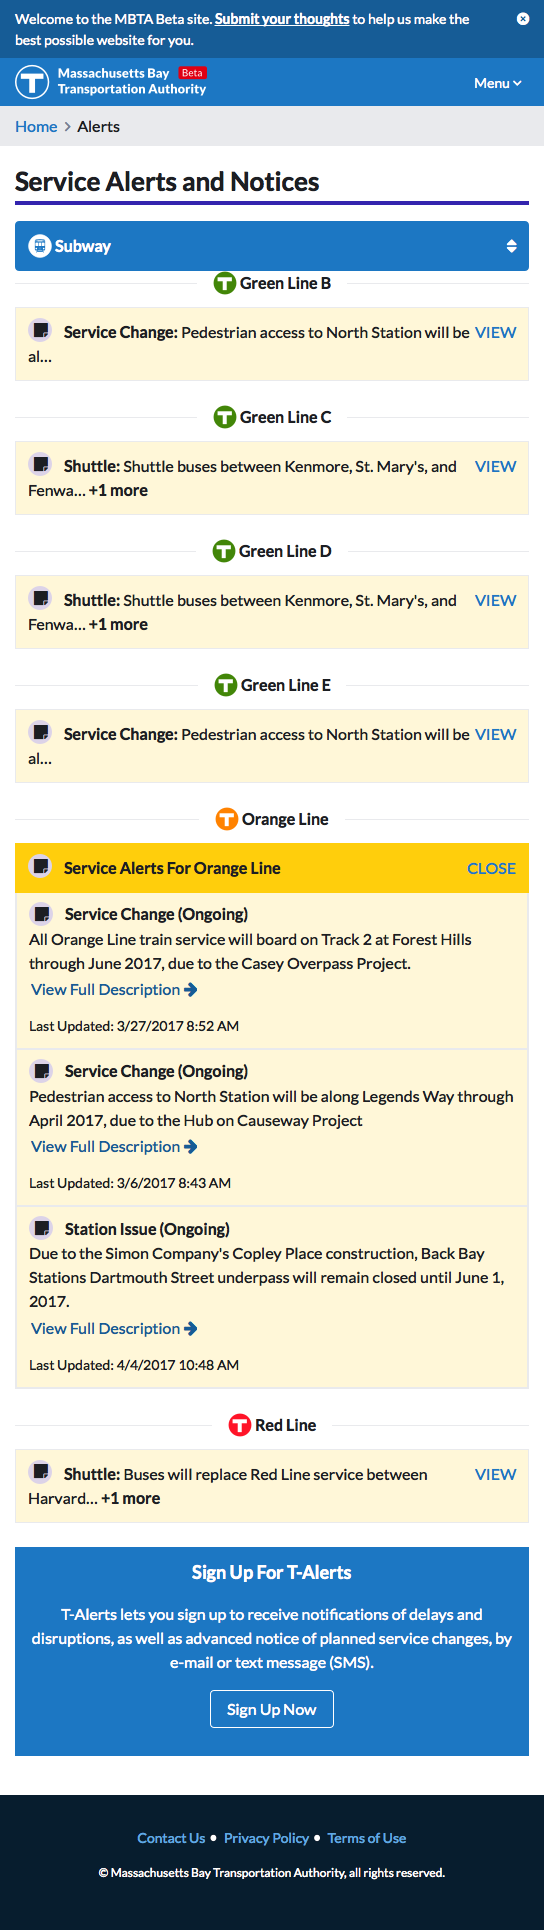 Welcome to the MBTA Beta site. Submit your thoughts to help us make the
best possible website for you.
Massachusetts Bay Beta
Transportation Authority
Menu
Home > Alerts
Service Alerts and Notices
Subway
T Green Line B
Service Change: Pedestrian access to North Station will be VIEW
al...
T Green Line C
Shuttle: Shuttle buses between Kenmore, St. Mary's, and VIEW
Fenwa... +1 more
T Green Line D
Shuttle: Shuttle buses between Kenmore, St. Mary's, and VIEW
Fenwa... +1 more
T Green Line E
Service Change: Pedestrian access to North Station will be VIEW
al...
T Orange Line
Service Alerts For Orange Line CLOSE
Service Change (Ongoing)
All Orange Line train service will board on Track 2 at Forest Hills
through June 2017, due to the Casey Overpass Project.
View Full Description
Last Updated: 3/27/2017 8:52 AM
Service Change (Ongoing)
Pedestrian access to North Station will be along Legends Way through
April 2017, due to the Hub on Causeway Project
View Full Description
Last Updated: 3/6/2017 8:43 AM
Station Issue (Ongoing)
Due to the Simon Company's Copley Place construction, Back Bay
Stations Dartmouth Street underpass will remain closed until June 1,
2017.
View Full Description
Last Updated: 4/4/2017 10:48 AM
T Red Line
Shuttle: Buses will replace Red Line service between VIEW
Harvard... +1 more
Sign Up For T-Alerts
T-Alerts lets you sign up to receive notifications of delays and
disruptions, as well as advanced notice of planned service changes, by
e-mail or text message (SMS).
Sign Up Now
Contact Us • Privacy Policy • Terms of Use
© Massachusetts Bay Transportation Authority, all rights reserved.